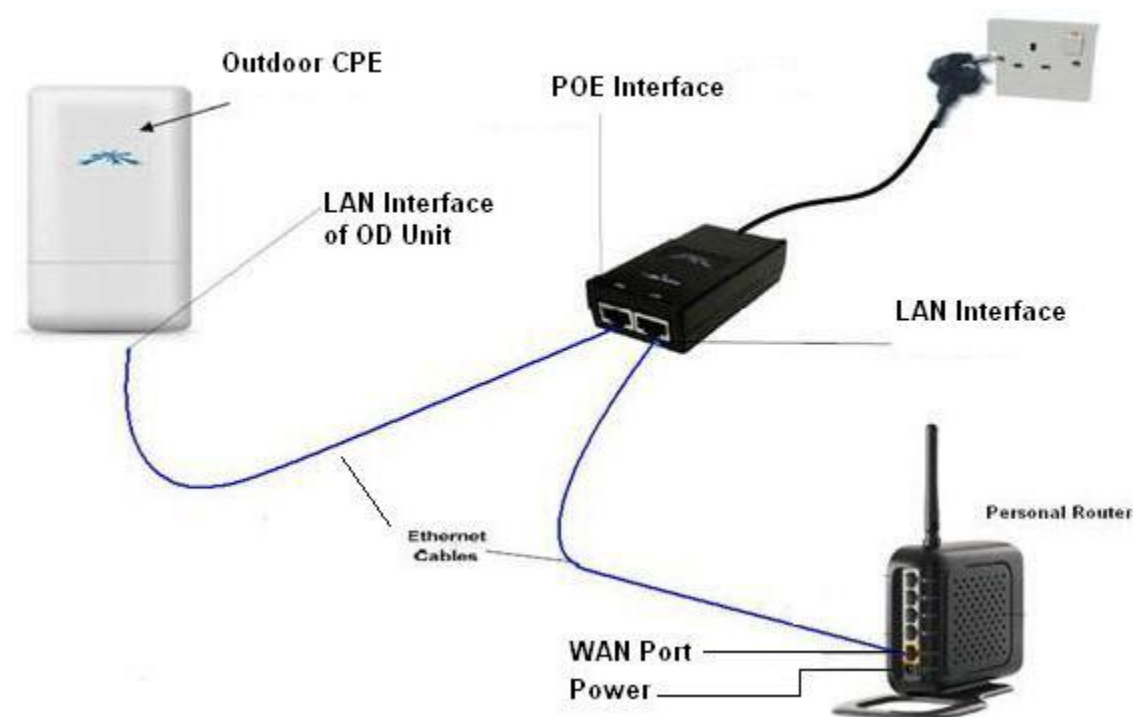 Outdoor CPE
POE Interface
LAN Interface
of OD Unit
LAN Interface
Personal Router
Ethernet
Cables
WAN Port
Power